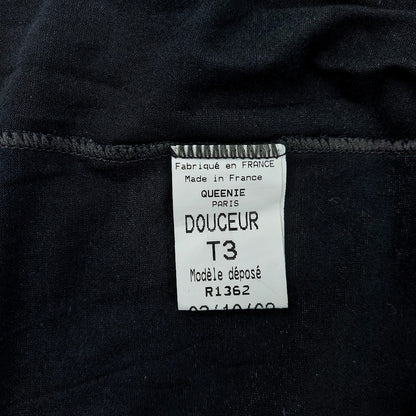 Fabriqué en FRANCE
Made in France
QUEENIE
PARIS
DOUCEUR
T3
Modèle déposé
R1362